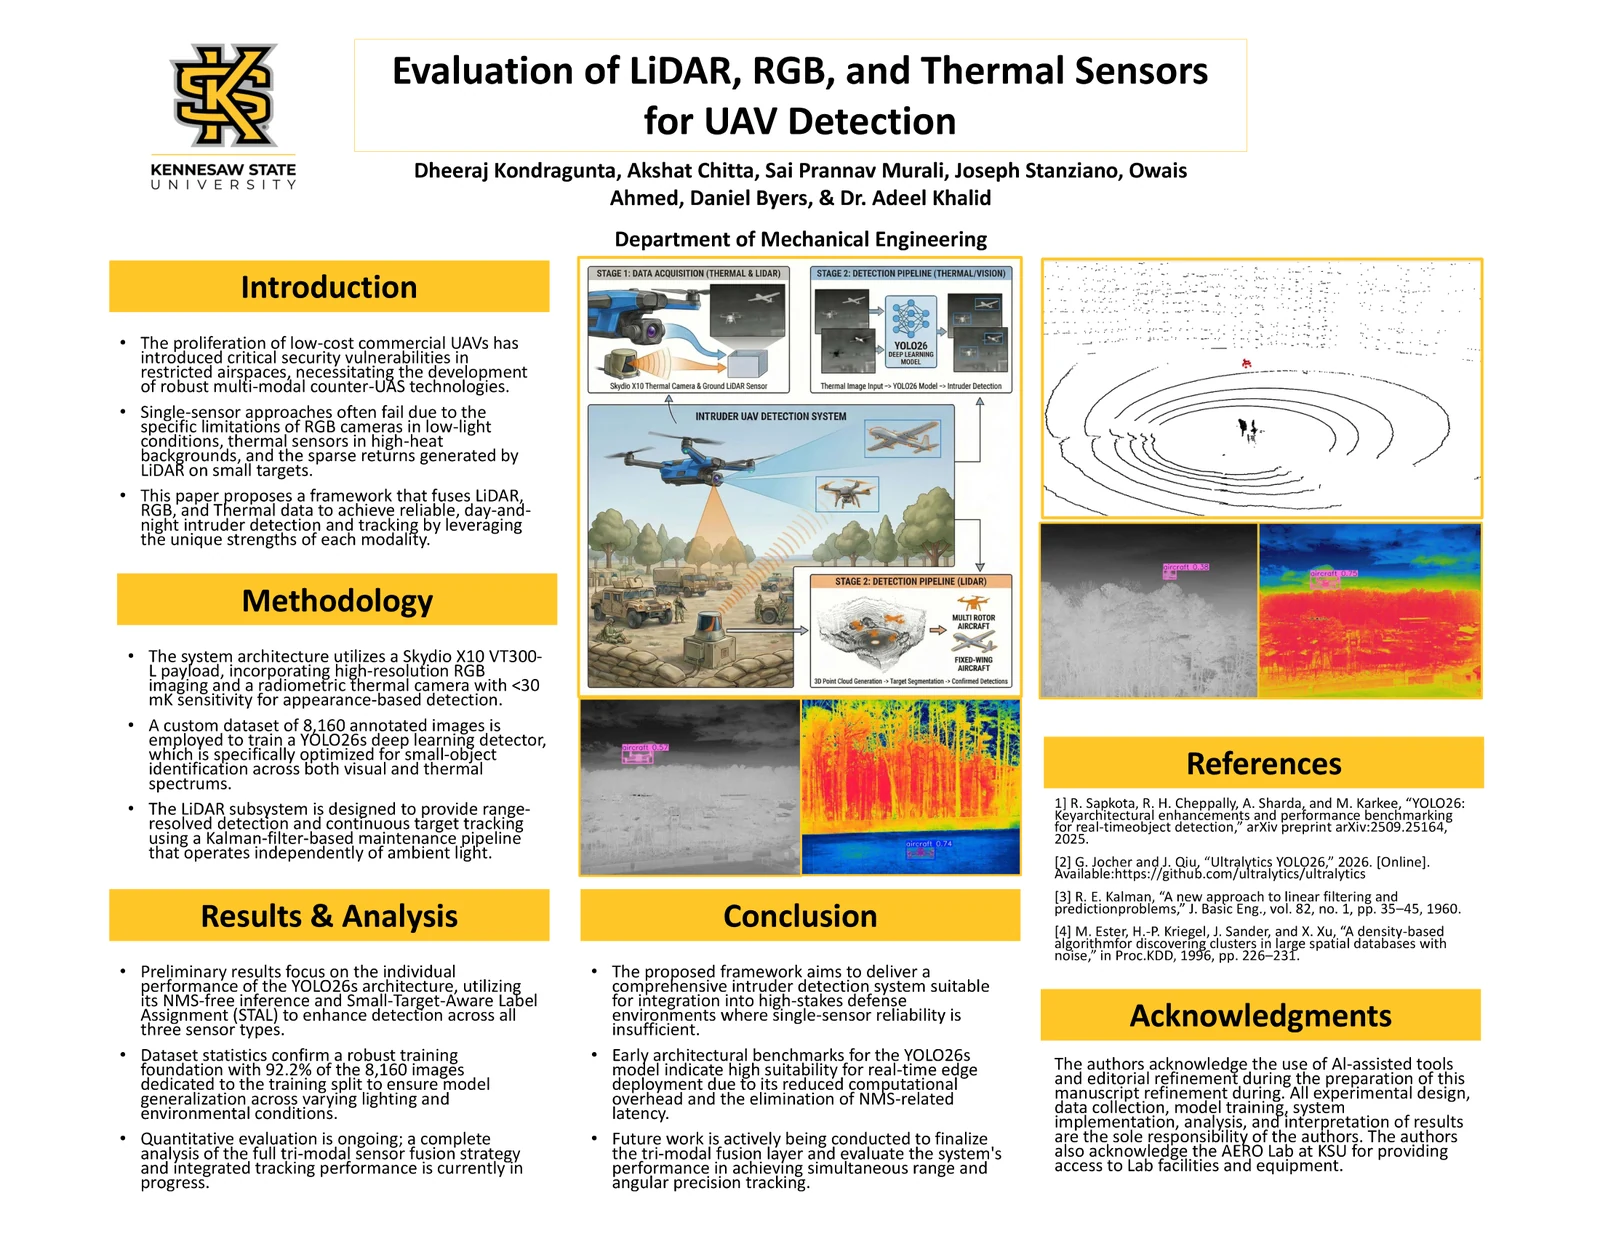 KENNESAW STATE
UNIVERSITY
Evaluation of LiDAR, RGB, and Thermal Sensors
for UAV Detection
Dheeraj Kondragunta, Akshat Chitta, Sai Prannav Murali, Joseph Stanziano, Owais
Ahmed, Daniel Byers, & Dr. Adeel Khalid
Department of Mechanical Engineering
Introduction
• The proliferation of low-cost commercial UAVs has
introduced critical security vulnerabilities in
restricted airspaces, necessitating the development
of robust multi-modal counter-UAS technologies.
• Single-sensor approaches often fail due to the
specific limitations of RGB cameras in low-light
conditions, thermal sensors in high-heat
backgrounds, and the sparse returns generated by
LiDAR on small targets.
• This paper proposes a framework that fuses LiDAR,
RGB, and Thermal data to achieve reliable, day-and-
night intruder detection and tracking by leveraging
the unique strengths of each modality.
Methodology
• The system architecture utilizes a Skydio X10 VT300-
L payload, incorporating high-resolution RGB
imaging and a radiometric thermal camera with <30
mK sensitivity for appearance-based detection.
• A custom dataset of 8,160 annotated images is
employed to train a YOLO26s deep learning detector,
which is specifically optimized for small-object
identification across both visual and thermal
spectrums.
• The LiDAR subsystem is designed to provide range-
resolved detection and continuous target tracking
using a Kalman-filter-based maintenance pipeline
that operates independently of ambient light.
Results & Analysis
• Preliminary results focus on the individual
performance of the YOLO26s architecture, utilizing
its NMS-free inference and Small-Target-Aware Label
Assignment (STAL) to enhance detection across all
three sensor types.
• Dataset statistics confirm a robust training
foundation with 92.2% of the 8,160 images
dedicated to the training split to ensure model
generalization across varying lighting and
environmental conditions.
• Quantitative evaluation is ongoing; a complete
analysis of the full tri-modal sensor fusion strategy
and integrated tracking performance is currently in
progress.
STAGE 1: DATA ACQUISITION (THERMAL & LIDAR)
Skydio X10 Thermal Camera & Ground LiDAR Sensor
STAGE 2: DETECTION PIPELINE (THERMAL/VISION)
YOLO26
DEEP LEARNING
MODEL
Thermal Image Input -> YOLO26 Model -> Intruder Detection
INTRUDER UAV DETECTION SYSTEM
STAGE 2: DETECTION PIPELINE (LIDAR)
MULTI ROTOR
AIRCRAFT
FIXED-WING
AIRCRAFT
3D Point Cloud Generation -> Target Segmentation -> Confirmed Detections
aircraft 0.57
aircraft 0.74
Conclusion
• The proposed framework aims to deliver a
comprehensive intruder detection system suitable
for integration into high-stakes defense
environments where single-sensor reliability is
insufficient.
• Early architectural benchmarks for the YOLO26s
model indicate high suitability for real-time edge
deployment due to its reduced computational
overhead and the elimination of NMS-related
latency.
• Future work is actively being conducted to finalize
the tri-modal fusion layer and evaluate the system's
performance in achieving simultaneous range and
angular precision tracking.
aircraft 0.38
aircraft 0.75
References
1] R. Sapkota, R. H. Cheppally, A. Sharda, and M. Karkee, “YOLO26:
Keyarchitectural enhancements and performance benchmarking
for real-timeobject detection,” arXiv preprint arXiv:2509.25164,
2025.
[2] G. Jocher and J. Qiu, “Ultralytics YOLO26,” 2026. [Online].
Available:https://github.com/ultralytics/ultralytics
[3] R. E. Kalman, “A new approach to linear filtering and
predictionproblems,” J. Basic Eng., vol. 82, no. 1, pp. 35–45, 1960.
[4] M. Ester, H.-P. Kriegel, J. Sander, and X. Xu, “A density-based
algorithmfor discovering clusters in large spatial databases with
noise,” in Proc.KDD, 1996, pp. 226–231.
Acknowledgments
The authors acknowledge the use of AI-assisted tools
and editorial refinement during the preparation of this
manuscript refinement during. All experimental design,
data collection, model training, system
implementation, analysis, and interpretation of results
are the sole responsibility of the authors. The authors
also acknowledge the AERO Lab at KSU for providing
access to Lab facilities and equipment.